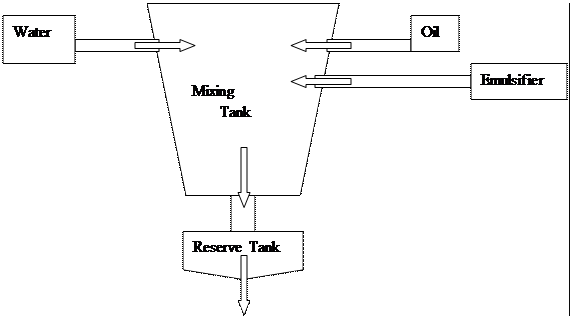 Water
Oil
Emulsifier
Mixing
Tank
Reserve Tank